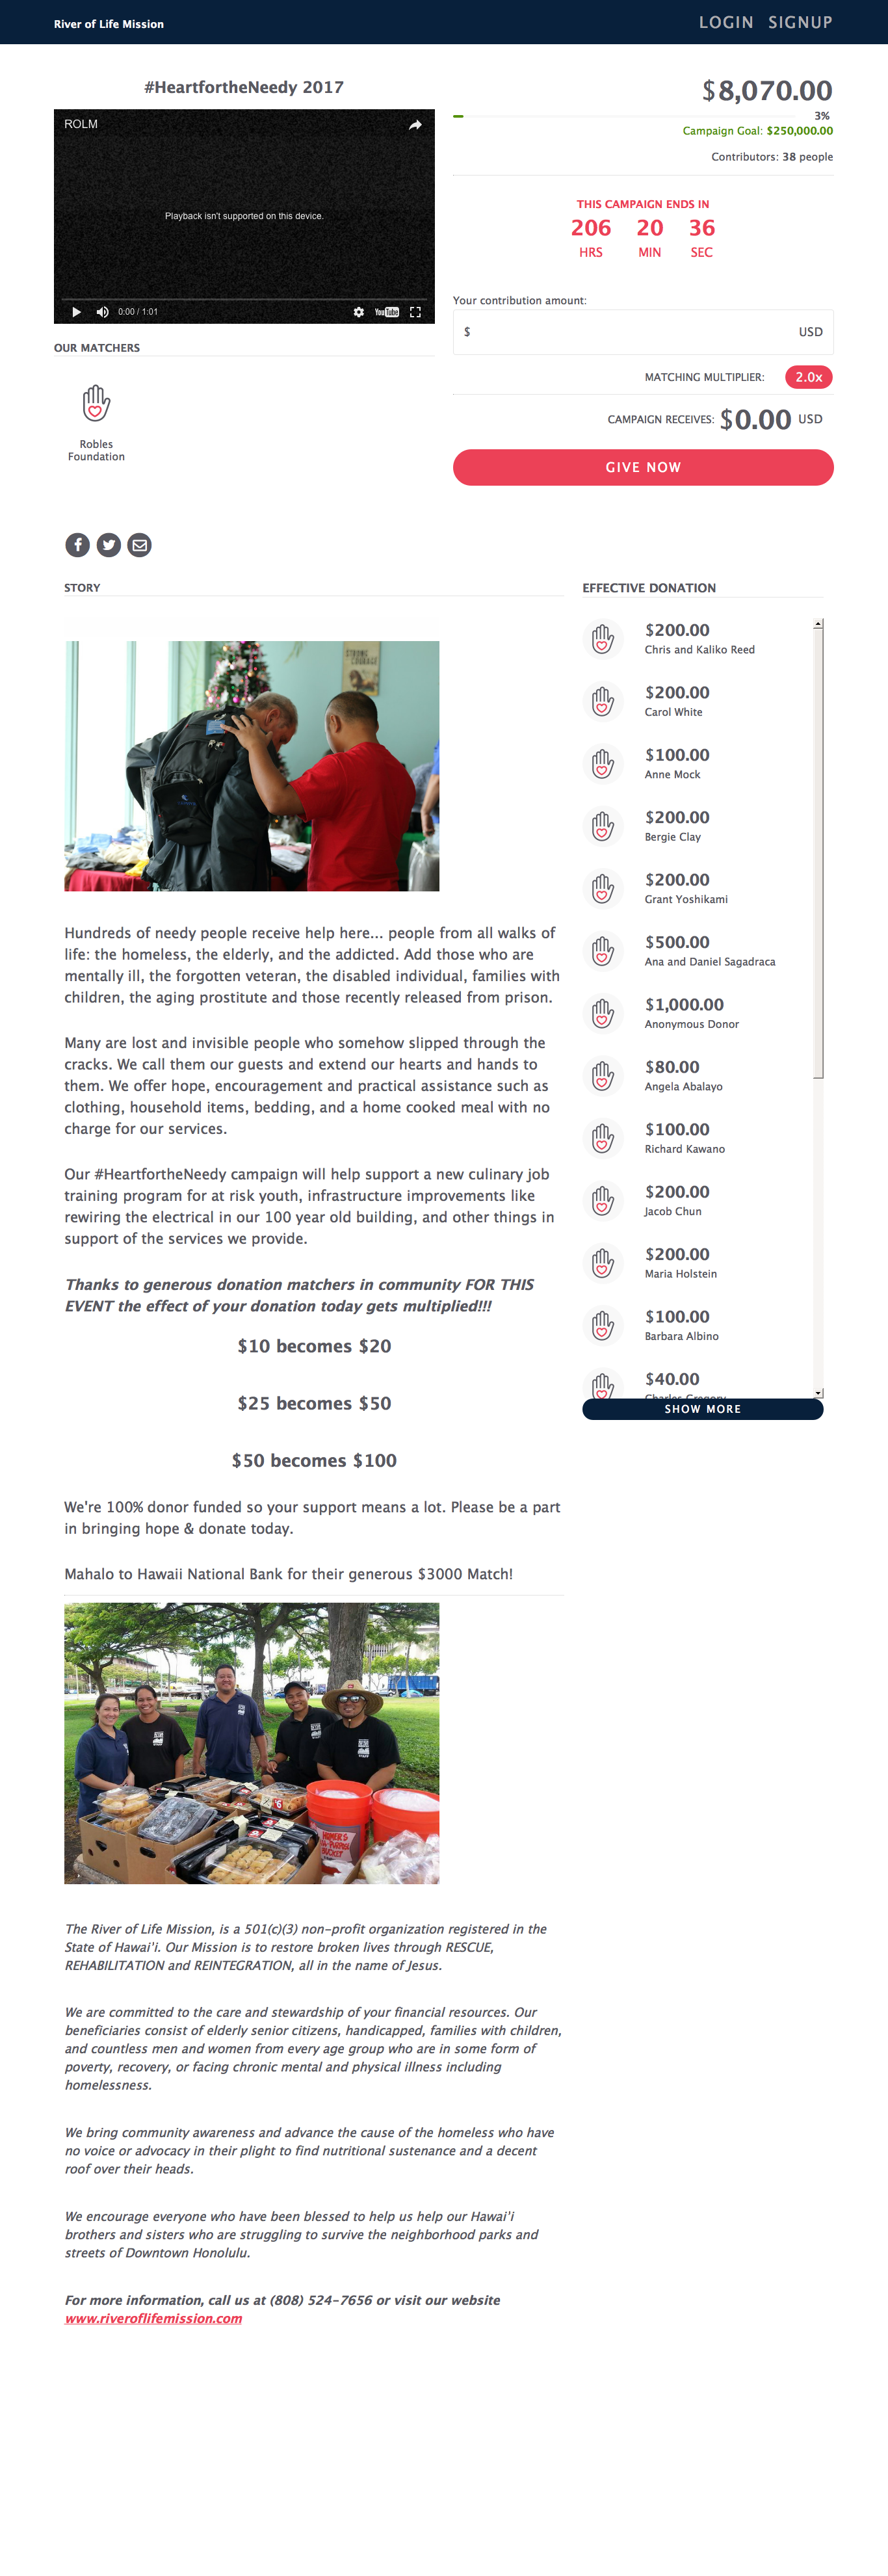 River of Life Mission
LOGIN SIGNUP
#HeartfortheNeedy 2017
ROLM
Playback isn't supported on this device.
0:00 / 1:01
YouTube
OUR MATCHERS
Robles
Foundation
$8,070.00
3%
Campaign Goal: $250,000.00
Contributors: 38 people
THIS CAMPAIGN ENDS IN
206 20 36
HRS MIN SEC
Your contribution amount:
$ USD
MATCHING MULTIPLIER: 2.0x
CAMPAIGN RECEIVES: $0.00 USD
GIVE NOW
STORY
STRONG
COURAGE
Hundreds of needy people receive help here... people from all walks of
life: the homeless, the elderly, and the addicted. Add those who are
mentally ill, the forgotten veteran, the disabled individual, families with
children, the aging prostitute and those recently released from prison.
Many are lost and invisible people who somehow slipped through the
cracks. We call them our guests and extend our hearts and hands to
them. We offer hope, encouragement and practical assistance such as
clothing, household items, bedding, and a home cooked meal with no
charge for our services.
Our #HeartfortheNeedy campaign will help support a new culinary job
training program for at risk youth, infrastructure improvements like
rewiring the electrical in our 100 year old building, and other things in
support of the services we provide.
Thanks to generous donation matchers in community FOR THIS
EVENT the effect of your donation today gets multiplied!!!
$10 becomes $20
$25 becomes $50
$50 becomes $100
We're 100% donor funded so your support means a lot. Please be a part
in bringing hope & donate today.
Mahalo to Hawaii National Bank for their generous $3000 Match!
HOMER'S
ALL-PURPOSE
BUCKET
The River of Life Mission, is a 501(c)(3) non-profit organization registered in the
State of Hawai'i. Our Mission is to restore broken lives through RESCUE,
REHABILITATION and REINTEGRATION, all in the name of Jesus.
We are committed to the care and stewardship of your financial resources. Our
beneficiaries consist of elderly senior citizens, handicapped, families with children,
and countless men and women from every age group who are in some form of
poverty, recovery, or facing chronic mental and physical illness including
homelessness.
We bring community awareness and advance the cause of the homeless who have
no voice or advocacy in their plight to find nutritional sustenance and a decent
roof over their heads.
We encourage everyone who have been blessed to help us help our Hawai'i
brothers and sisters who are struggling to survive the neighborhood parks and
streets of Downtown Honolulu.
For more information, call us at (808) 524-7656 or visit our website
www.riveroflifemission.com
EFFECTIVE DONATION
$200.00
Chris and Kaliko Reed
$200.00
Carol White
$100.00
Anne Mock
$200.00
Bergie Clay
$200.00
Grant Yoshikami
$500.00
Ana and Daniel Sagadraca
$1,000.00
Anonymous Donor
$80.00
Angela Abalayo
$100.00
Richard Kawano
$200.00
Jacob Chun
$200.00
Maria Holstein
$100.00
Barbara Albino
$40.00
Charles Gregory
SHOW MORE